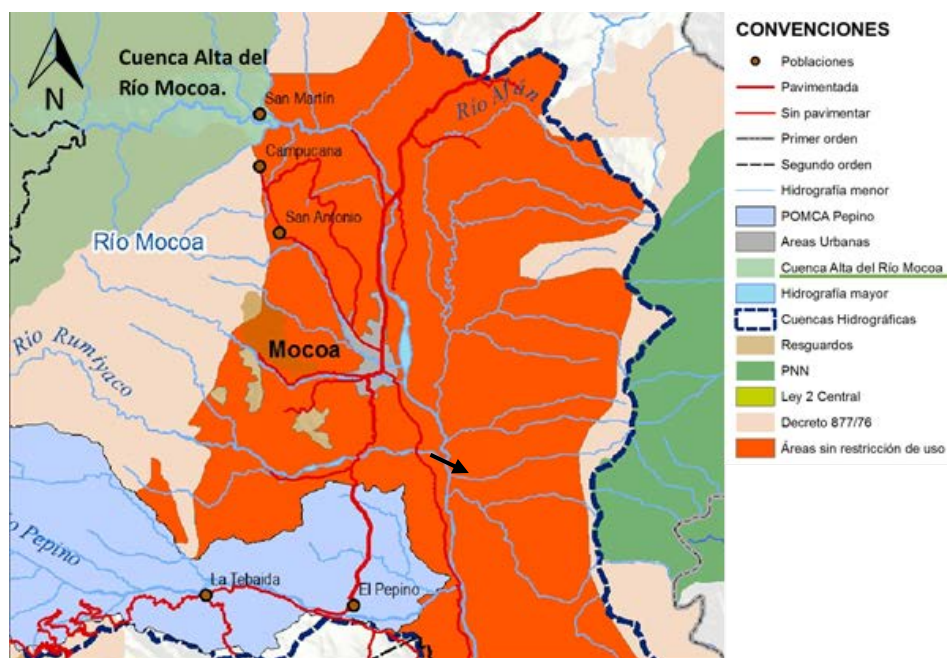 Cuenca Alta del
Río Mocoa.
N
San Martín
Río Afán
Campucana
San Antonio
Río Mocoa
Río Rumiyaco
Mocoa
Pepino
La Tebaida
El Pepino
CONVENCIONES
Poblaciones
Pavimentada
Sin pavimentar
Primer orden
Segundo orden
Hidrografía menor
POMCA Pepino
Areas Urbanas
Cuenca Alta del Río Mocoa
Hidrografía mayor
Cuencas Hidrográficas
Resguardos
PNN
Ley 2 Central
Decreto 877/76
Áreas sin restricción de uso